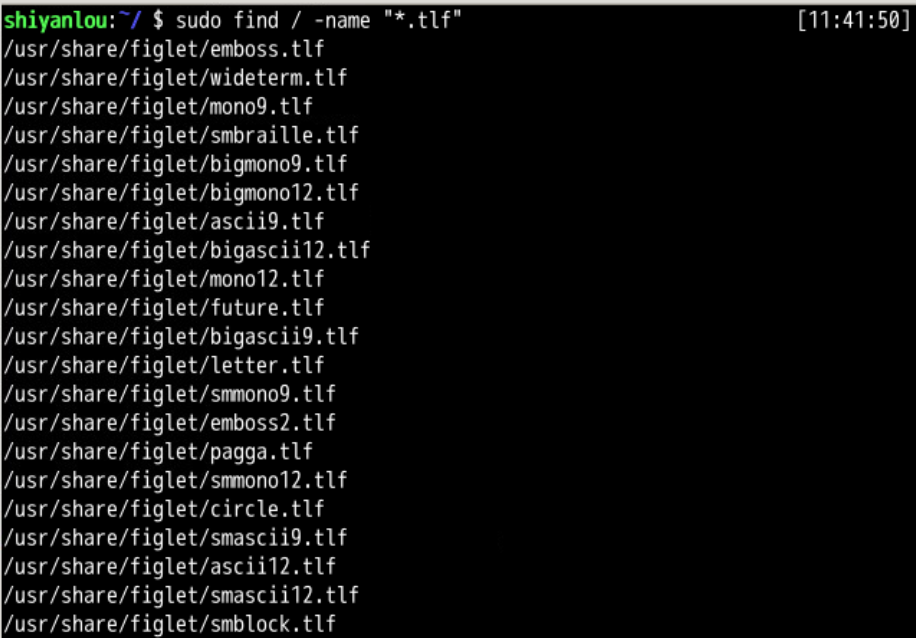 shiyanlou:~/ $ sudo find / -name "*.tlf" [11:41:50]
/usr/share/figlet/emboss.tlf
/usr/share/figlet/wideterm.tlf
/usr/share/figlet/mono9.tlf
/usr/share/figlet/smbraille.tlf
/usr/share/figlet/bigmono9.tlf
/usr/share/figlet/bigmono12.tlf
/usr/share/figlet/ascii9.tlf
/usr/share/figlet/bigascii12.tlf
/usr/share/figlet/mono12.tlf
/usr/share/figlet/future.tlf
/usr/share/figlet/bigascii9.tlf
/usr/share/figlet/letter.tlf
/usr/share/figlet/smmono9.tlf
/usr/share/figlet/emboss2.tlf
/usr/share/figlet/pagga.tlf
/usr/share/figlet/smmono12.tlf
/usr/share/figlet/circle.tlf
/usr/share/figlet/smascii9.tlf
/usr/share/figlet/ascii12.tlf
/usr/share/figlet/smascii12.tlf
/usr/share/figlet/smblock.tlf